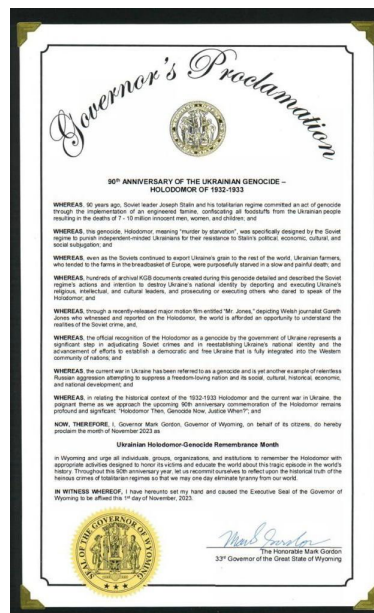 Governor's Proclamation
90th ANNIVERSARY OF THE UKRAINIAN GENOCIDE –
HOLODOMOR OF 1932-1933
WHEREAS, 90 years ago, Soviet leader Joseph Stalin and his totalitarian regime committed an act of genocide
through the implementation of an engineered famine, confiscating all foodstuffs from the Ukrainian people
resulting in the deaths of 7 - 10 million innocent men, women, and children; and
WHEREAS, this genocide, Holodomor, meaning "murder by starvation", was specifically designed by the Soviet
regime to punish independent-minded Ukrainians for their resistance to Stalin's political, economic, cultural, and
social subjugation; and
WHEREAS, even as the Soviets continued to export Ukraine's grain to the rest of the world, Ukrainian farmers,
who tended to the farms in the breadbasket of Europe, were purposefully starved in a slow and painful death; and
WHEREAS, hundreds of archival KGB documents created during this genocide detailed and described the Soviet
regime's actions and intention to destroy Ukraine's national identity by deporting and executing Ukraine's
religious, intellectual, and cultural leaders, and prosecuting or executing others who dared to speak of the
Holodomor; and
WHEREAS, through a recently-released major motion film entitled "Mr. Jones," depicting Welsh journalist Gareth
Jones who witnessed and reported on the Holodomor, the world is afforded an opportunity to understand the
realities of the Soviet crime, and,
WHEREAS, the official recognition of the Holodomor as a genocide by the government of Ukraine represents a
significant step in adjudicating Soviet crimes and in reestablishing Ukraine's national identity and the
advancement of efforts to establish a democratic and free Ukraine that is fully integrated into the Western
community of nations; and
WHEREAS, the current war in Ukraine has been referred to as a genocide and is yet another example of relentless
Russian aggression attempting to suppress a freedom-loving nation and its social, cultural, historical, economic,
and national development; and
WHEREAS, in relating the historical context of the 1932-1933 Holodomor and the current war in Ukraine, the
poignant theme as we approach the upcoming 90th anniversary commemoration of the Holodomor remains
profound and significant: "Holodomor Then, Genocide Now, Justice When?"; and
NOW, THEREFORE, I, Governor Mark Gordon, Governor of Wyoming, on behalf of its citizens, do hereby
proclaim the month of November 2023 as
Ukrainian Holodomor-Genocide Remembrance Month
in Wyoming and urge all individuals, groups, organizations, and institutions to remember the Holodomor with
appropriate activities designed to honor its victims and educate the world about this tragic episode in the world's
history. Throughout this 90th anniversary year, let us recommit ourselves to reflect upon the historical truth of the
heinous crimes of totalitarian regimes so that we may one day eliminate tyranny from our world.
IN WITNESS WHEREOF, I have hereunto set my hand and caused the Executive Seal of the Governor of
Wyoming to be affixed this 1st day of November, 2023.
Mark Gordon
The Honorable Mark Gordon
33rd Governor of the Great State of Wyoming
SEAL OF THE GOVERNOR OF WYOMING